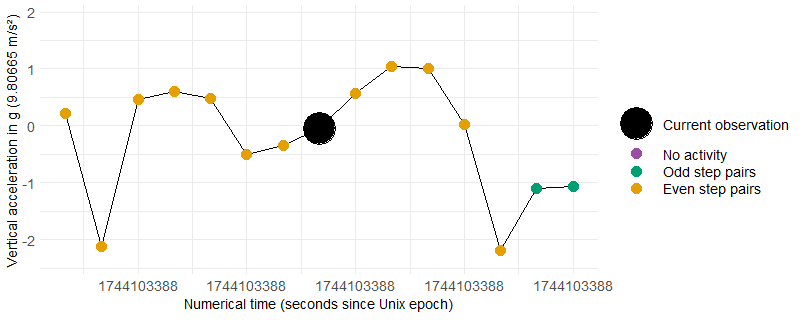 Vertical acceleration in g (9.80665 m/s²)
2
1
0
-1
-2
1744103388 1744103388 1744103388 1744103388 1744103388
Numerical time (seconds since Unix epoch)
Current observation
No activity
Odd step pairs
Even step pairs